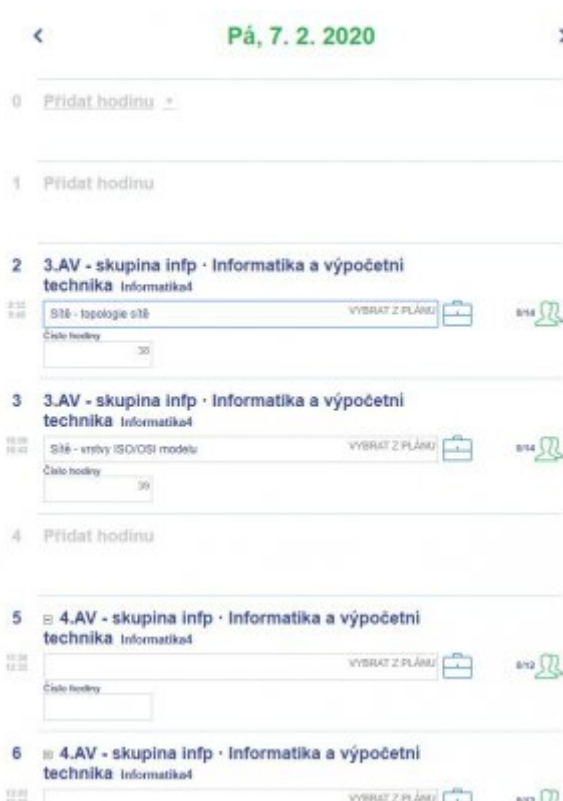 Pá, 7. 2. 2020
0 Přidat hodinu
1 Přidat hodinu
2 3.AV - skupina infp · Informatika a výpočetní
technika Informatika4
Sítě - topologie sítě VYBRAT Z PLÁNU
Číslo hodiny
38
3 3.AV - skupina infp · Informatika a výpočetní
technika Informatika4
Sítě - vrstvy ISO/OSI modelu VYBRAT Z PLÁNU
Číslo hodiny
39
4 Přidat hodinu
5 4.AV - skupina infp · Informatika a výpočetní
technika Informatika4
VYBRAT Z PLÁNU
Číslo hodiny
6 4.AV - skupina infp · Informatika a výpočetní
technika Informatika4
VYBRAT Z PLÁNU